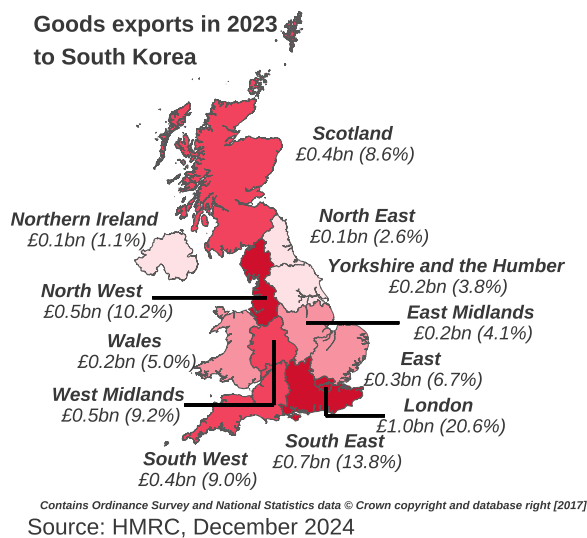 Goods exports in 2023
to South Korea
Scotland
£0.4bn (8.6%)
Northern Ireland
£0.1bn (1.1%)
North East
£0.1bn (2.6%)
Yorkshire and the Humber
£0.2bn (3.8%)
North West
£0.5bn (10.2%)
East Midlands
£0.2bn (4.1%)
Wales
£0.2bn (5.0%)
East
£0.3bn (6.7%)
West Midlands
£0.5bn (9.2%)
London
£1.0bn (20.6%)
South East
£0.7bn (13.8%)
South West
£0.4bn (9.0%)
Contains Ordinance Survey and National Statistics data © Crown copyright and database right [2017]
Source: HMRC, December 2024